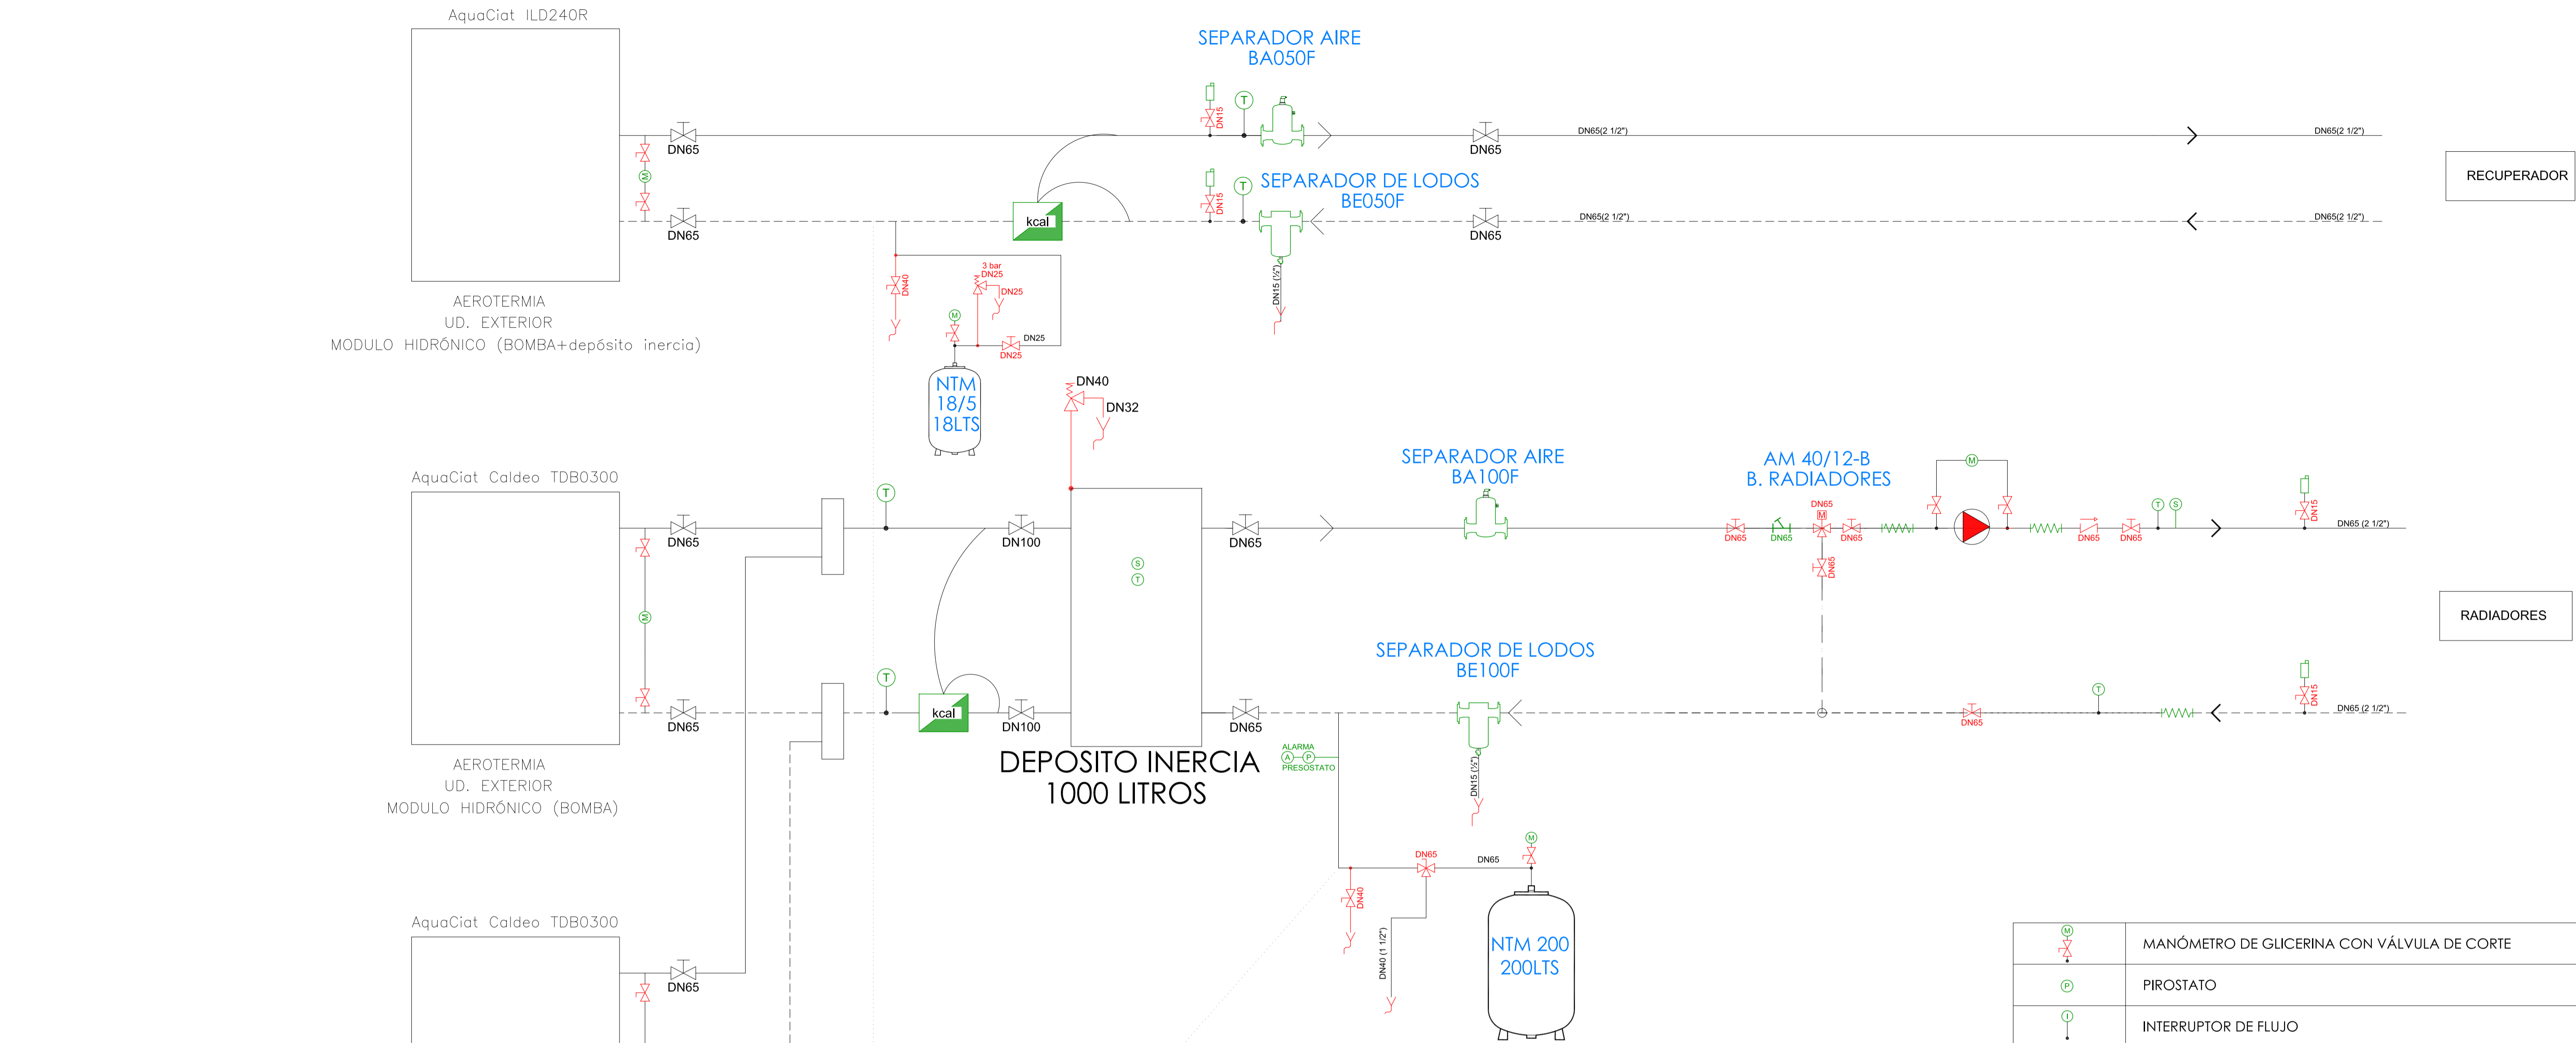 AquaCiat ILD240R
SEPARADOR AIRE
BA050F
DN15
T
DN65
DN65
DN65(2 1/2")
DN65(2 1/2")
M
SEPARADOR DE LODOS
BE050F
DN15
T
RECUPERADOR
kcal
DN65
DN65
DN65(2 1/2")
DN65(2 1/2")
3 bar
DN25
DN40
DN25
DN15 (½")
AEROTERMIA
UD. EXTERIOR
MODULO HIDRÓNICO (BOMBA+depósito inercia)
M
DN25
DN25
NTM
18/5
18LTS
DN40
DN32
AquaCiat Caldeo TDB0300
SEPARADOR AIRE
BA100F
AM 40/12-B
B. RADIADORES
M
T
DN65
M
T
S
DN15
DN65 (2 1/2")
DN65
DN100
DN65
DN65
DN65
DN65
DN65
DN65
S
T
DN65
M
RADIADORES
SEPARADOR DE LODOS
BE100F
T
T
DN15
kcal
DN65 (2 1/2")
DN65
DN100
DN65
DN65
ALARMA
A
P
PRESOSTATO
DN15 (½")
DEPOSITO INERCIA
1000 LITROS
AEROTERMIA
UD. EXTERIOR
MODULO HIDRÓNICO (BOMBA)
M
DN65
DN65
DN40
AquaCiat Caldeo TDB0300
DN40 (1 1/2")
NTM 200
200LTS
DN65
M
MANÓMETRO DE GLICERINA CON VÁLVULA DE CORTE
P
PIROSTATO
I
INTERRUPTOR DE FLUJO